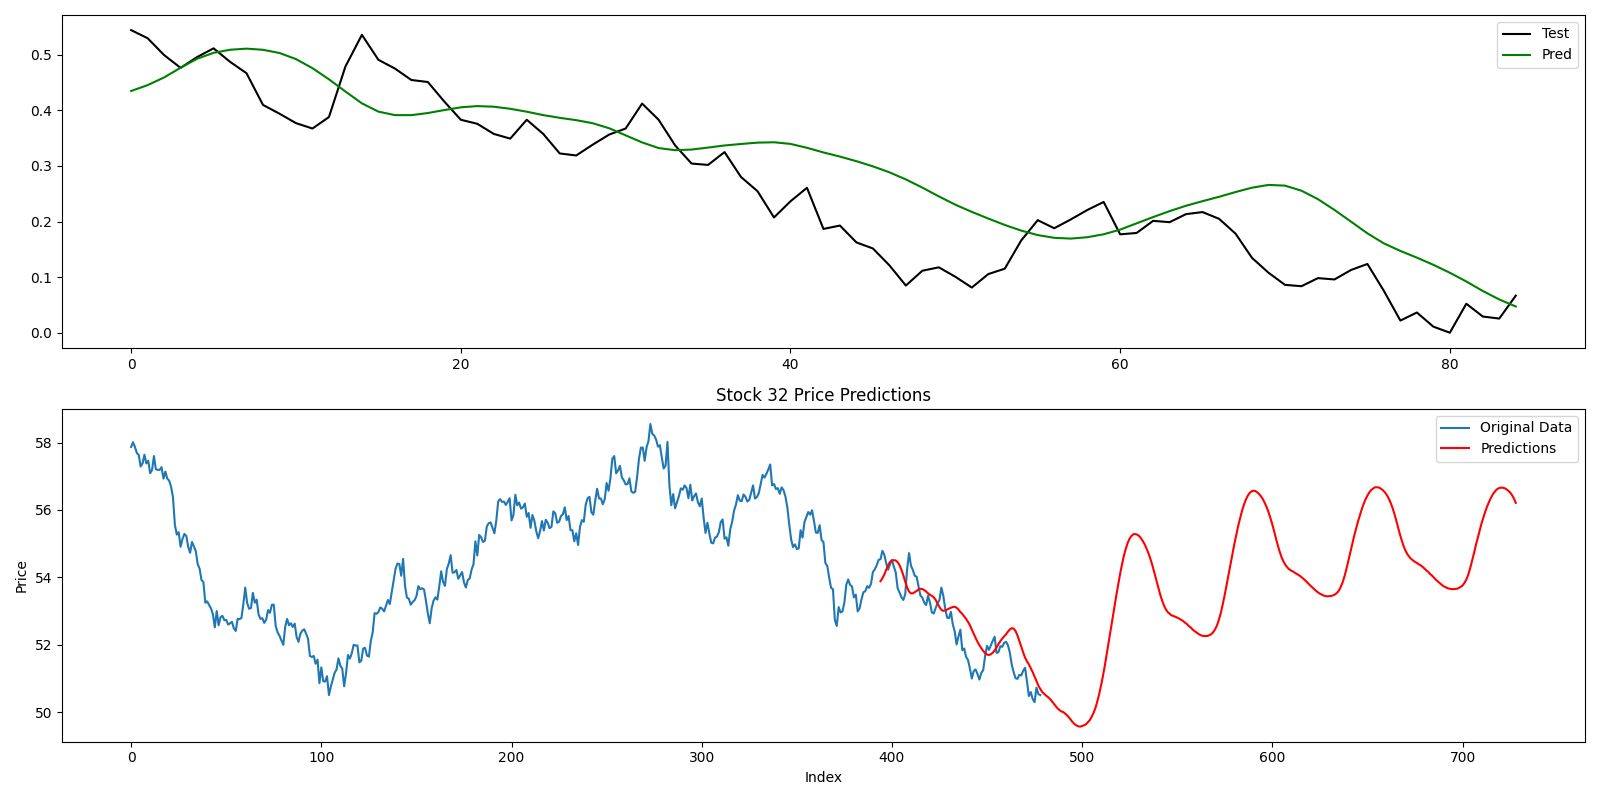 Test
Pred
0.5
0.4
0.3
0.2
0.1
0.0
0 20 40 60 80
Stock 32 Price Predictions
Original Data
Predictions
Price
58
56
54
52
50
0 100 200 300 400 500 600 700
Index